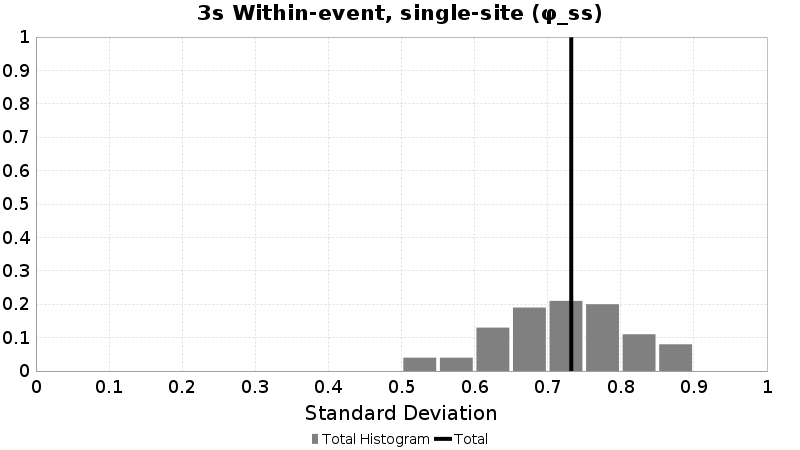 3s Within-event, single-site (φ_ss)
1
0.9
0.8
0.7
0.6
0.5
0.4
0.3
0.2
0.1
0
0 0.1 0.2 0.3 0.4 0.5 0.6 0.7 0.8 0.9 1
Standard Deviation
Total Histogram Total